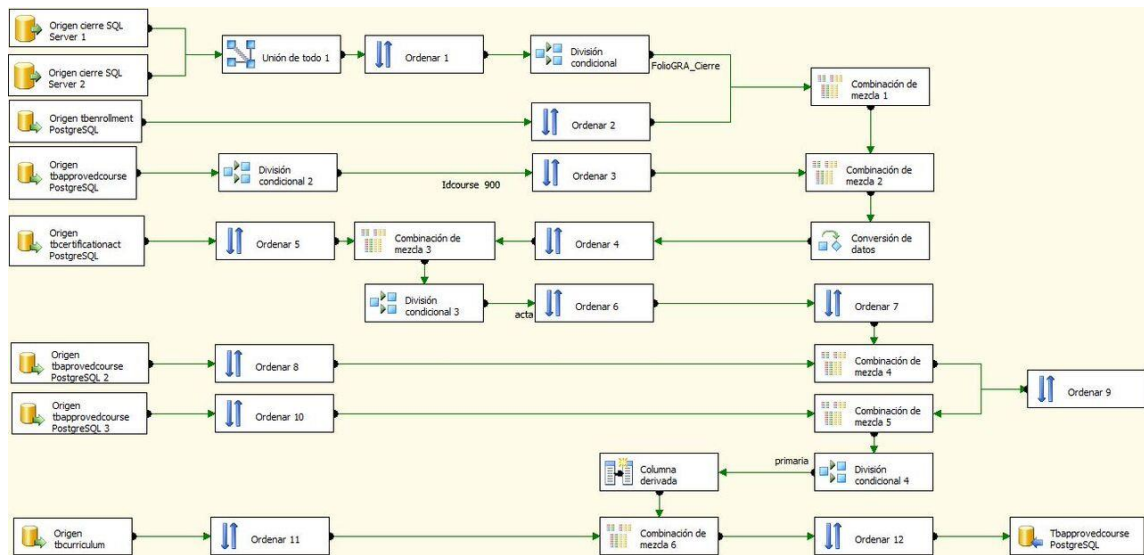 Origen cierre SQL
Server 1
Unión de todo 1
Ordenar 1
División
condicional
FolioGRA_Cierre
Origen cierre SQL
Server 2
Combinación de
mezcla 1
Origen tbenrollment
PostgreSQL
Ordenar 2
Origen
tbapprovedcourse
PostgreSQL
División
condicional 2
Idcourse 900
Ordenar 3
Combinación de
mezcla 2
Origen
tbcertificationact
PostgreSQL
Ordenar 5
Combinación de
mezcla 3
Ordenar 4
Conversión de
datos
División
condicional 3
acta
Ordenar 6
Ordenar 7
Origen
tbaprovedcourse
PostgreSQL 2
Ordenar 8
Combinación de
mezcla 4
Ordenar 9
Origen
tbapprovedcourse
PostgreSQL 3
Ordenar 10
Combinación de
mezcla 5
primaria
Columna
derivada
División
condicional 4
Origen
tbcurriculum
Ordenar 11
Combinación de
mezcla 6
Ordenar 12
Tbapprovedcourse
PostgreSQL